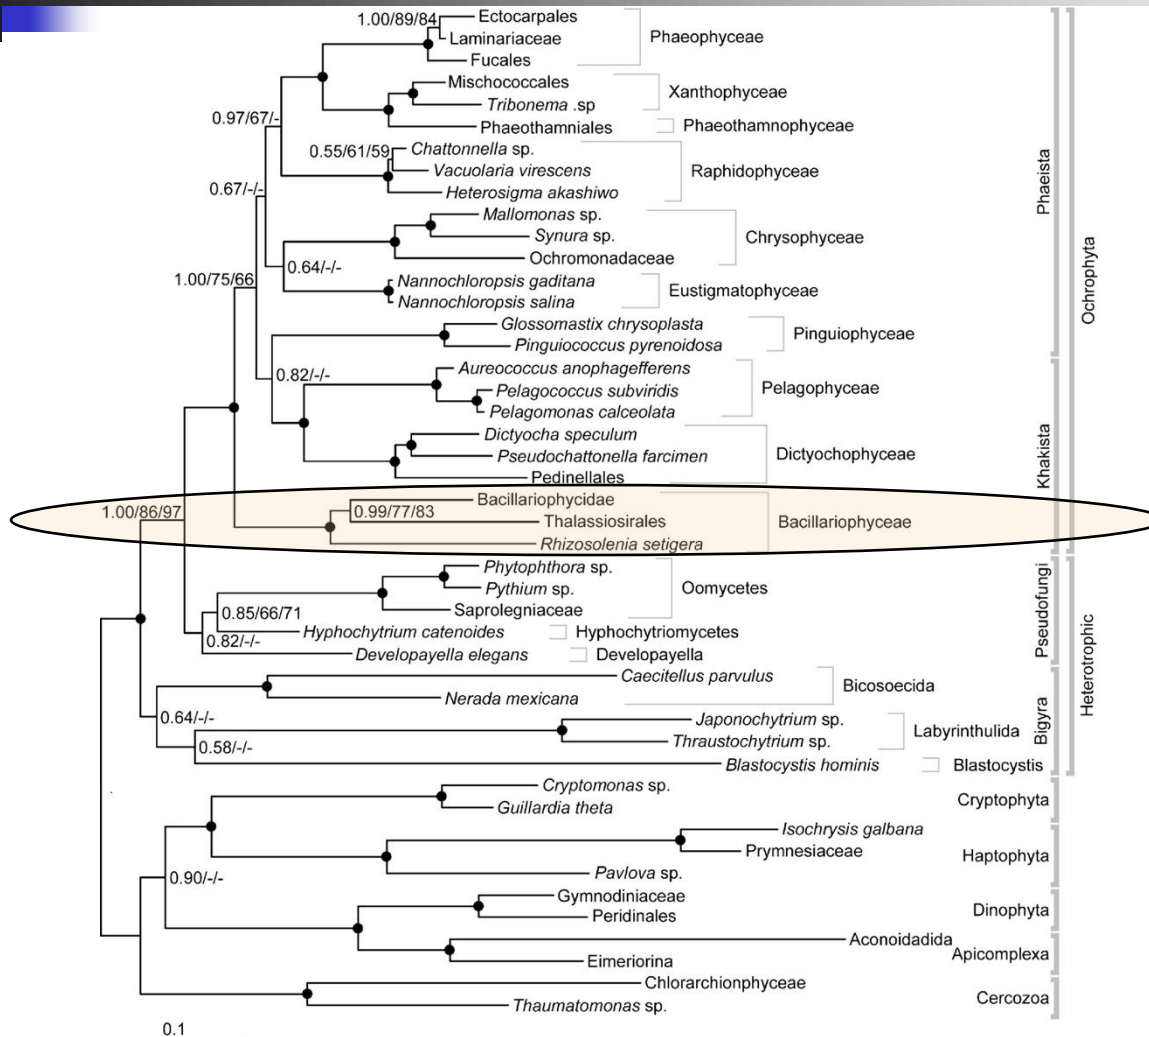 1.00/89/84
Ectocarpales
Laminariaceae
Phaeophyceae
Fucales
Mischococcales
Xanthophyceae
Tribonema .sp
0.97/67/-
Phaeothamniales
Phaeothamnophyceae
0.55/61/59
Chattonnella sp.
Vacuolaria virescens
Raphidophyceae
0.67/-/-
Heterosigma akashiwo
Phaeista
Mallomonas sp.
Synura sp.
Chrysophyceae
Ochromonadaceae
0.64/-/-
1.00/75/66
Nannochloropsis gaditana
Eustigmatophyceae
Nannochloropsis salina
Ochrophyta
Glossomastix chrysoplasta
Pinguiophyceae
Pinguiococcus pyrenoidosa
0.82/-/-
Aureococcus anophagefferens
Pelagophyceae
Pelagococcus subviridis
Pelagomonas calceolata
Dictyocha speculum
Dictyochophyceae
Pseudochattonella farcimen
Khakista
Pedinellales
Bacillariophycidae
1.00/86/97
0.99/77/83
Thalassiosirales
Bacillariophyceae
Rhizosolenia setigera
Phytophthora sp.
Pythium sp.
Oomycetes
Saprolegniaceae
0.85/66/71
Pseudofungi
Hyphochytrium catenoides
Hyphochytriomycetes
0.82/-/-
Developayella elegans
Developayella
Heterotrophic
Caecitellus parvulus
Bicosoecida
Nerada mexicana
0.64/-/-
Japonochytrium sp.
Labyrinthulida
Bigyra
Thraustochytrium sp.
0.58/-/-
Blastocystis hominis
Blastocystis
Cryptomonas sp.
Cryptophyta
Guillardia theta
Isochrysis galbana
Prymnesiaceae
Haptophyta
Pavlova sp.
0.90/-/-
Gymnodiniaceae
Dinophyta
Peridinales
Aconoidadida
Apicomplexa
Eimeriorina
Chlorarchionphyceae
Cercozoa
Thaumatomonas sp.
0.1